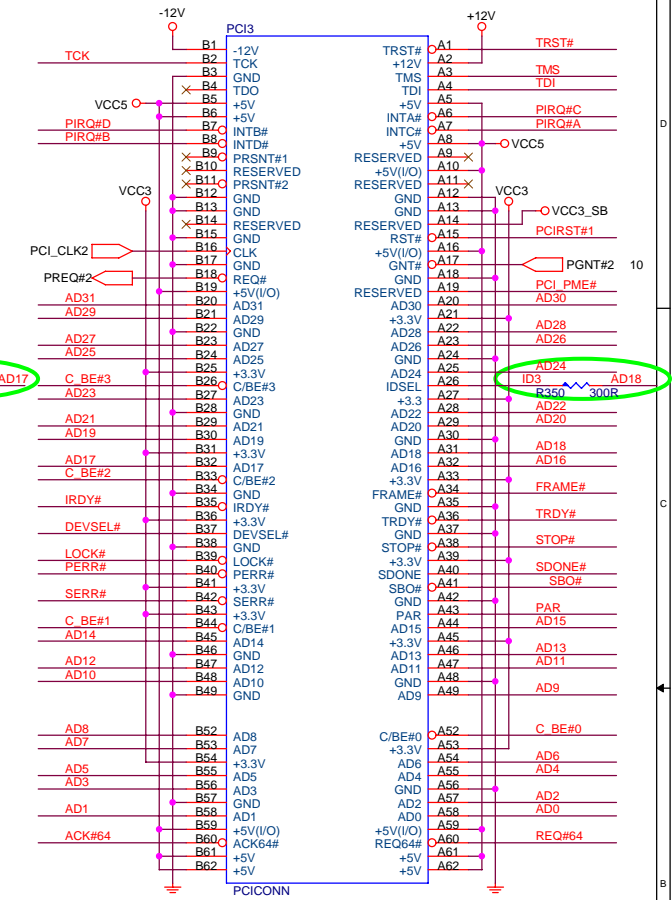 -12V +12V
PCI3
B1 -12V TRST# A1 TRST#
TCK B2 TCK +12V A2
B3 GND TMS A3 TMS
B4 TDO TDI A4 TDI
VCC5 B5 +5V +5V A5
B6 +5V INTA# A6 PIRQ#C
PIRQ#D B7 INTB# INTC# A7 PIRQ#A
PIRQ#B B8 INTD# +5V A8 VCC5
B9 PRSNT#1 RESERVED A9
B10 RESERVED +5V(I/O) A10
B11 PRSNT#2 RESERVED A11
VCC3 B12 GND GND A12 VCC3
B13 GND GND A13
B14 RESERVED RESERVED A14 VCC3_SB
B15 GND RST# A15 PCIRST#1
PCI_CLK2 B16 CLK +5V(I/O) A16
B17 GND GNT# A17 PGNT#2 10
PREQ#2 B18 REQ# GND A18
B19 +5V(I/O) RESERVED A19 PCI_PME#
AD31 B20 AD31 AD30 A20 AD30
AD29 B21 AD29 +3.3V A21
B22 GND AD28 A22 AD28
AD27 B23 AD27 AD26 A23 AD26
AD25 B24 AD25 GND A24
B25 +3.3V AD24 A25 AD24
AD17 C_BE#3 B26 C/BE#3 IDSEL A26 ID3 R350 300R AD18
AD23 B27 AD23 +3.3 A27
B28 GND AD22 A28 AD22
AD21 B29 AD21 AD20 A29 AD20
AD19 B30 AD19 GND A30
B31 +3.3V AD18 A31 AD18
AD17 B32 AD17 AD16 A32 AD16
C_BE#2 B33 C/BE#2 +3.3V A33
B34 GND FRAME# A34 FRAME#
IRDY# B35 IRDY# GND A35
B36 +3.3V TRDY# A36 TRDY#
DEVSEL# B37 DEVSEL# GND A37
B38 GND STOP# A38 STOP#
LOCK# B39 LOCK# +3.3V A39
PERR# B40 PERR# SDONE A40 SDONE#
B41 +3.3V SBO# A41 SBO#
SERR# B42 SERR# GND A42
B43 +3.3V PAR A43 PAR
C_BE#1 B44 C/BE#1 AD15 A44 AD15
AD14 B45 AD14 +3.3V A45
B46 GND AD13 A46 AD13
AD12 B47 AD12 AD11 A47 AD11
AD10 B48 AD10 GND A48
B49 GND AD9 A49 AD9
AD8 B52 AD8 C/BE#0 A52 C_BE#0
AD7 B53 AD7 +3.3V A53
B54 +3.3V AD6 A54 AD6
AD5 B55 AD5 AD4 A55 AD4
AD3 B56 AD3 GND A56
B57 GND AD2 A57 AD2
AD1 B58 AD1 AD0 A58 AD0
B59 +5V(I/O) +5V(I/O) A59
ACK#64 B60 ACK64# REQ64# A60 REQ#64
B61 +5V +5V A61
B62 +5V +5V A62
PCICONN
D
C
B